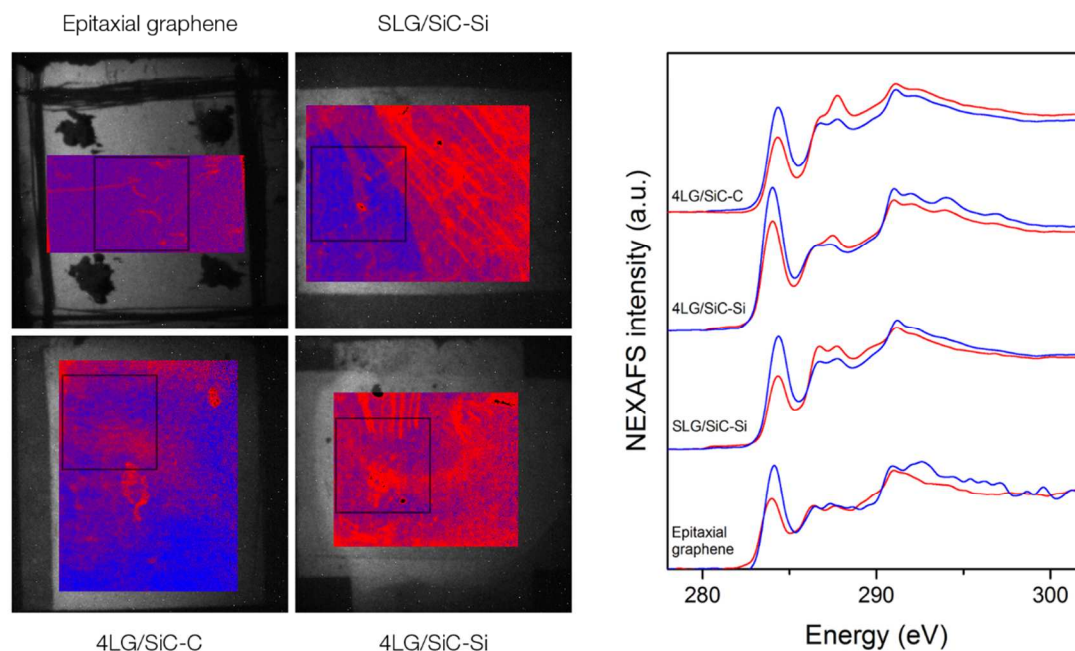 Epitaxial graphene
SLG/SiC-Si
4LG/SiC-C
4LG/SiC-Si
NEXAFS intensity (a.u.)
4LG/SiC-C
4LG/SiC-Si
SLG/SiC-Si
Epitaxial
graphene
280
290
300
Energy (eV)